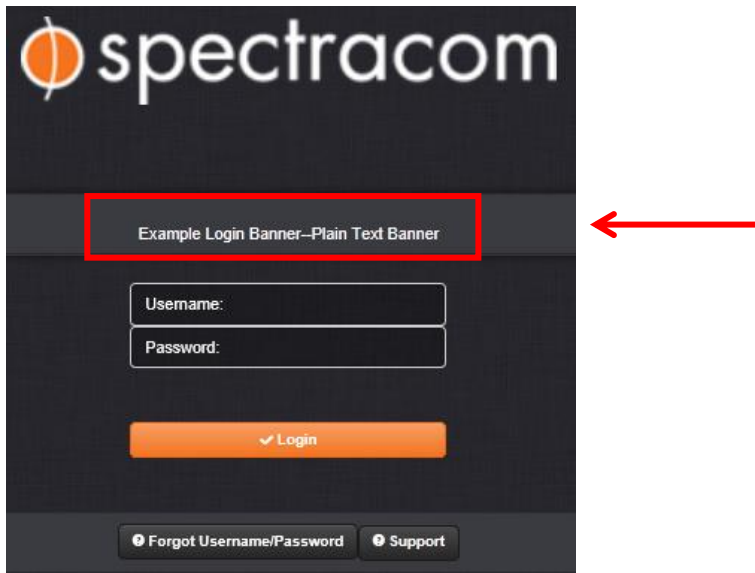 spectracom
Example Login Banner--Plain Text Banner
Username:
Password:
Login
Forgot Username/Password Support